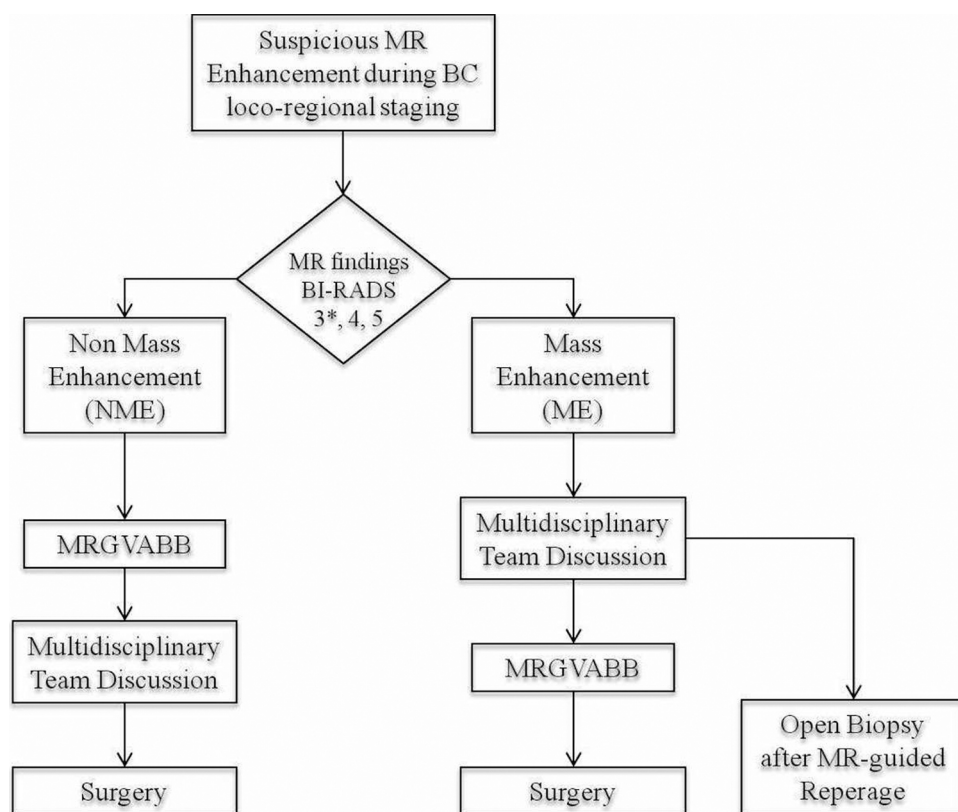 Suspicious MR
Enhancement during BC
loco-regional staging
MR findings
BI-RADS
3*, 4, 5
Non Mass
Enhancement
(NME)
MRGVABB
Multidisciplinary
Team Discussion
Surgery
Mass
Enhancement
(ME)
Multidisciplinary
Team Discussion
MRGVABB
Surgery
Open Biopsy
after MR-guided
Reperage